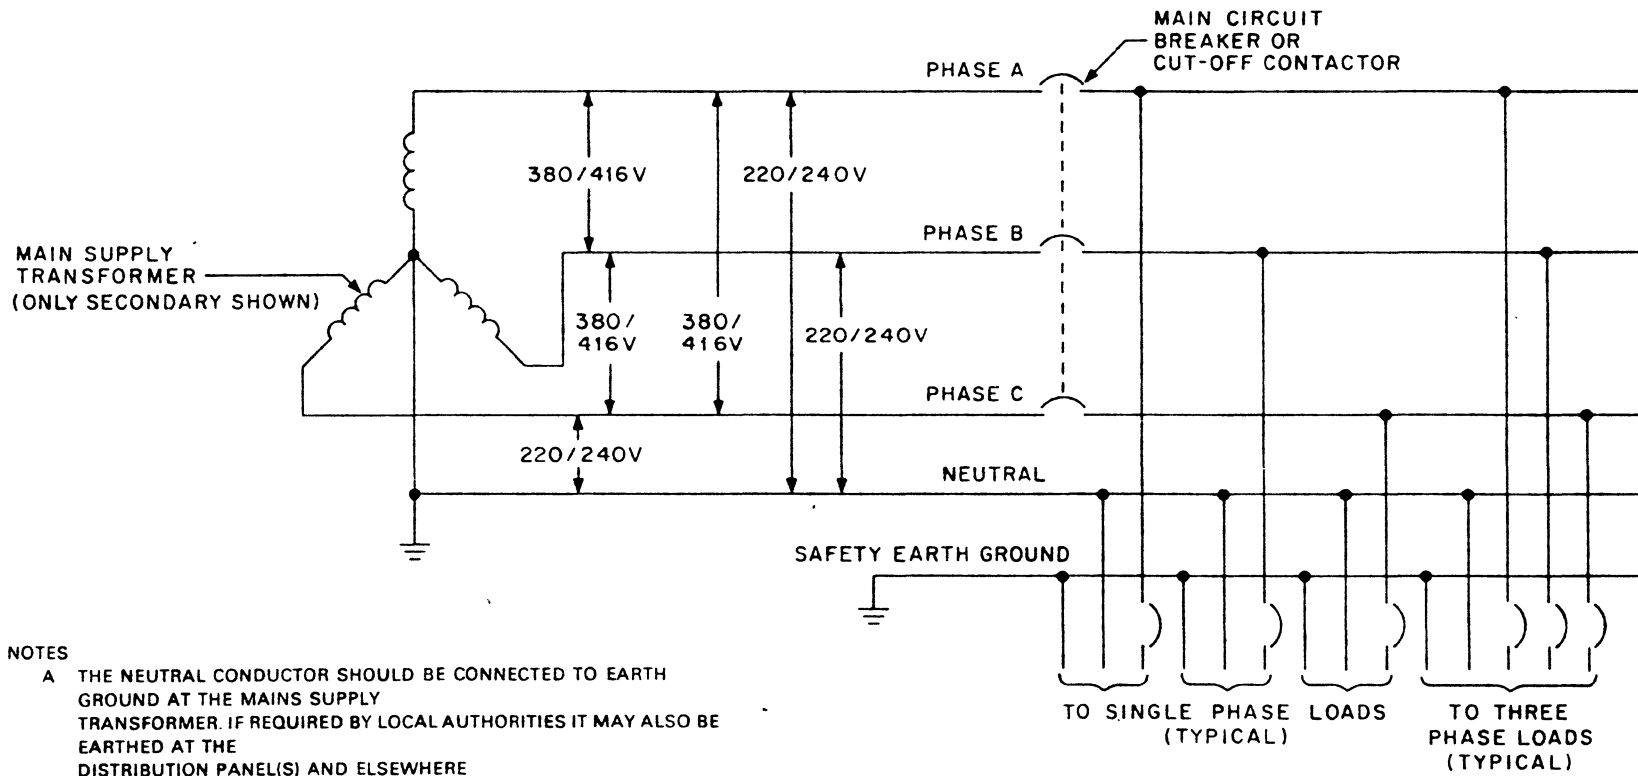 MAIN CIRCUIT
BREAKER OR
CUT-OFF CONTACTOR
PHASE A
380/416V
220/240V
PHASE B
MAIN SUPPLY
TRANSFORMER
(ONLY SECONDARY SHOWN)
380/
416V
380/
416V
220/240V
PHASE C
220/240V
NEUTRAL
SAFETY EARTH GROUND
NOTES
A THE NEUTRAL CONDUCTOR SHOULD BE CONNECTED TO EARTH
GROUND AT THE MAINS SUPPLY
TRANSFORMER. IF REQUIRED BY LOCAL AUTHORITIES IT MAY ALSO BE
EARTHED AT THE
DISTRIBUTION PANEL(S) AND ELSEWHERE
TO SINGLE PHASE LOADS
(TYPICAL)
TO THREE
PHASE LOADS
(TYPICAL)